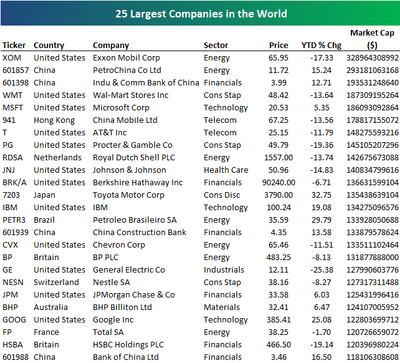 25 Largest Companies in the World
Market Cap
Ticker Country Company Sector Price YTD % Chg ($)
XOM United States Exxon Mobil Corp Energy 65.95 -17.33 328964308992
601857 China PetroChina Co Ltd Energy 11.72 15.24 293181063168
601398 China Indu & Comm Bank of China Financials 3.99 12.71 193531248640
WMT United States Wal-Mart Stores Inc Cons Stap 48.42 -13.64 187309195264
MSFT United States Microsoft Corp Technology 20.53 5.35 186093092864
941 Hong Kong China Mobile Ltd Telecom 67.25 -13.56 178817155072
T United States AT&T Inc Telecom 25.15 -11.79 148275593216
PG United States Procter & Gamble Co Cons Stap 49.79 -19.36 145105207296
RDSA Netherlands Royal Dutch Shell PLC Energy 1557.00 -13.74 142675673088
JNJ United States Johnson & Johnson Health Care 50.96 -14.83 140834799616
BRK/A United States Berkshire Hathaway Inc Financials 90240.00 -6.71 136631599104
7203 Japan Toyota Motor Corp Cons Disc 3790.00 32.75 135438639104
IBM United States IBM Technology 100.24 19.08 134275096576
PETR3 Brazil Petroleo Brasileiro SA Energy 35.59 29.79 133928050688
601939 China China Construction Bank Financials 4.35 13.58 133879578624
CVX United States Chevron Corp Energy 65.46 -11.51 133511102464
BP Britain BP PLC Energy 483.25 -8.13 131877888000
GE United States General Electric Co Industrials 12.11 -25.38 127990603776
NESN Switzerland Nestle SA Cons Stap 38.16 -8.27 127317311488
JPM United States JPMorgan Chase & Co Financials 33.58 6.03 125431996416
BHP Australia BHP Billiton Ltd Materials 32.41 6.47 124107005952
GOOG United States Google Inc Technology 385.41 25.08 122803699712
FP France Total SA Energy 38.25 -1.70 120726659072
HSBA Britain HSBC Holdings PLC Financials 466.50 -19.14 120394180224
601988 China Bank of China Ltd Financials 3.46 16.50 118106308608